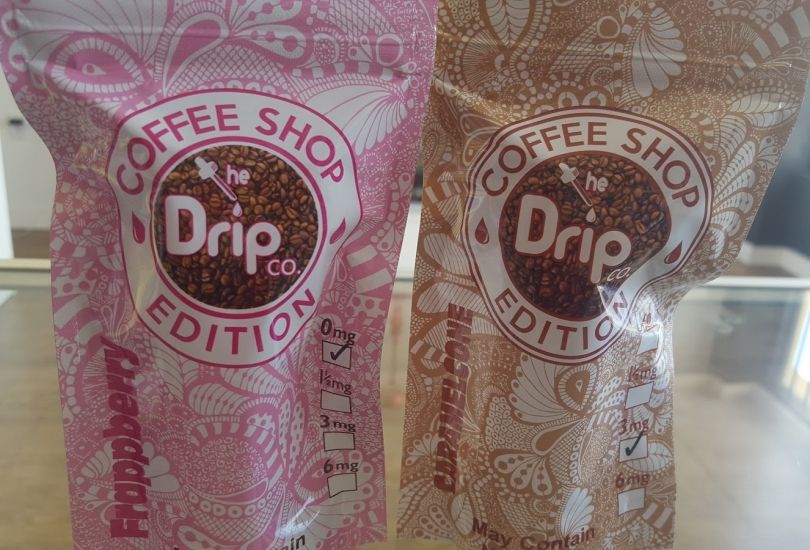 COFFEE SHOP
The
Drip
co.
EDITION
Frappberry
0mg
1½mg
3mg
6mg
COFFEE SHOP
The
Drip
co.
EDITION
CARAMELCONE
1½mg
3mg
6mg
May Contain